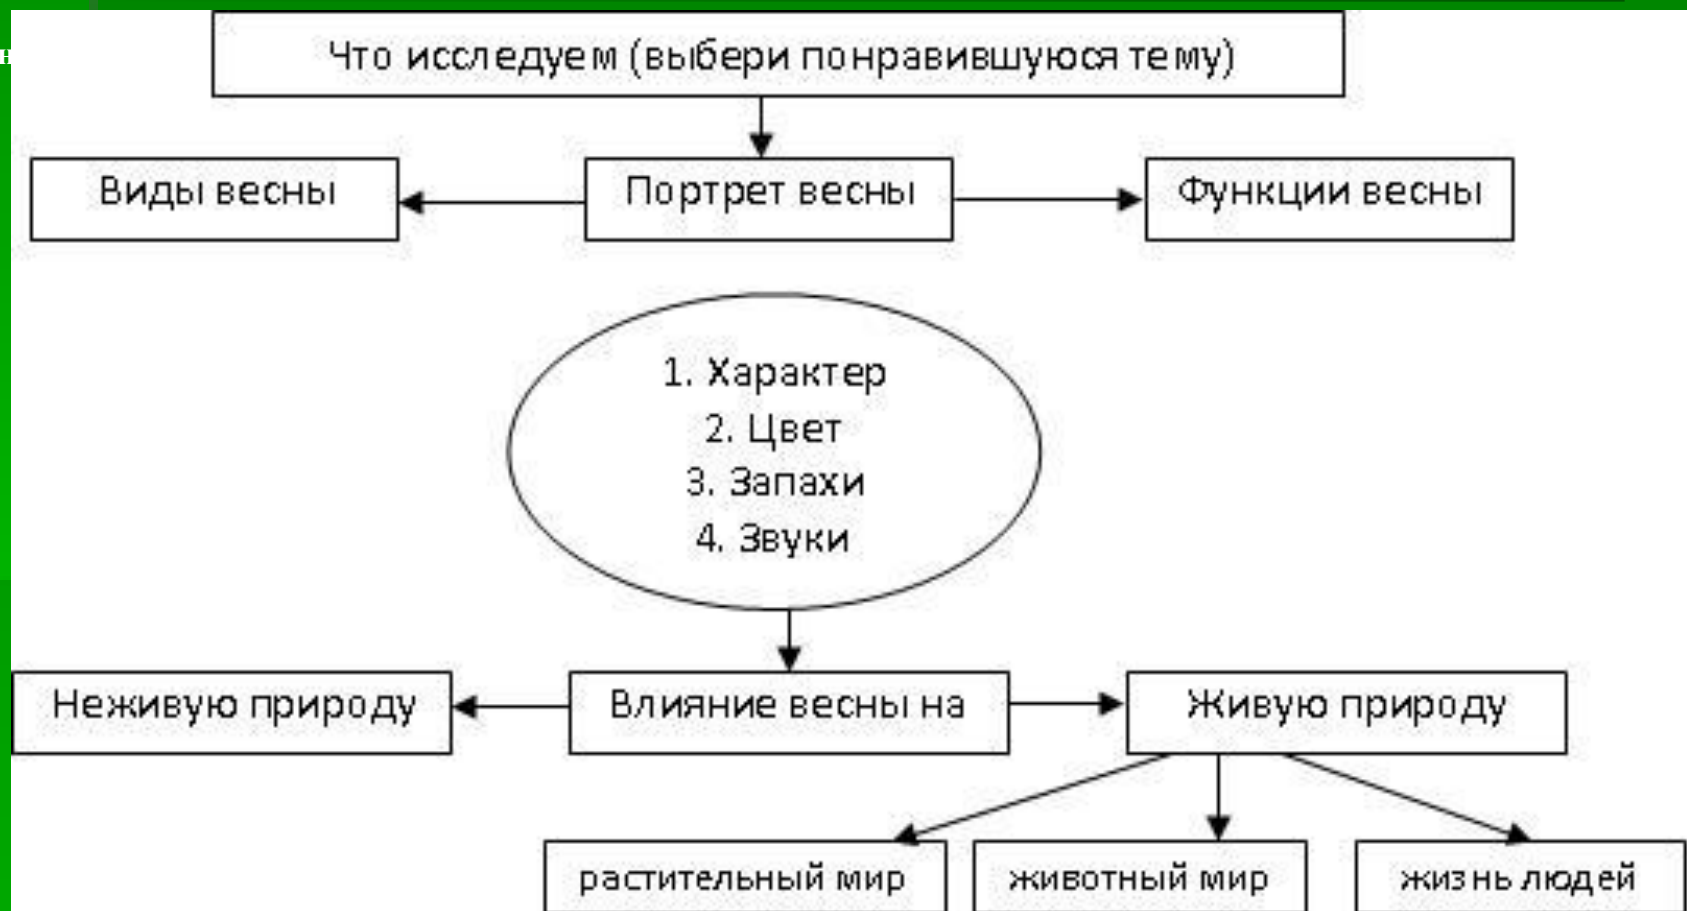 Что исследуем (выбери понравившуюся тему)
Виды весны
Портрет весны
Функции весны
1. Характер
2. Цвет
3. Запахи
4. Звуки
Неживую природу
Влияние весны на
Живую природу
растительный мир
животный мир
жизнь людей